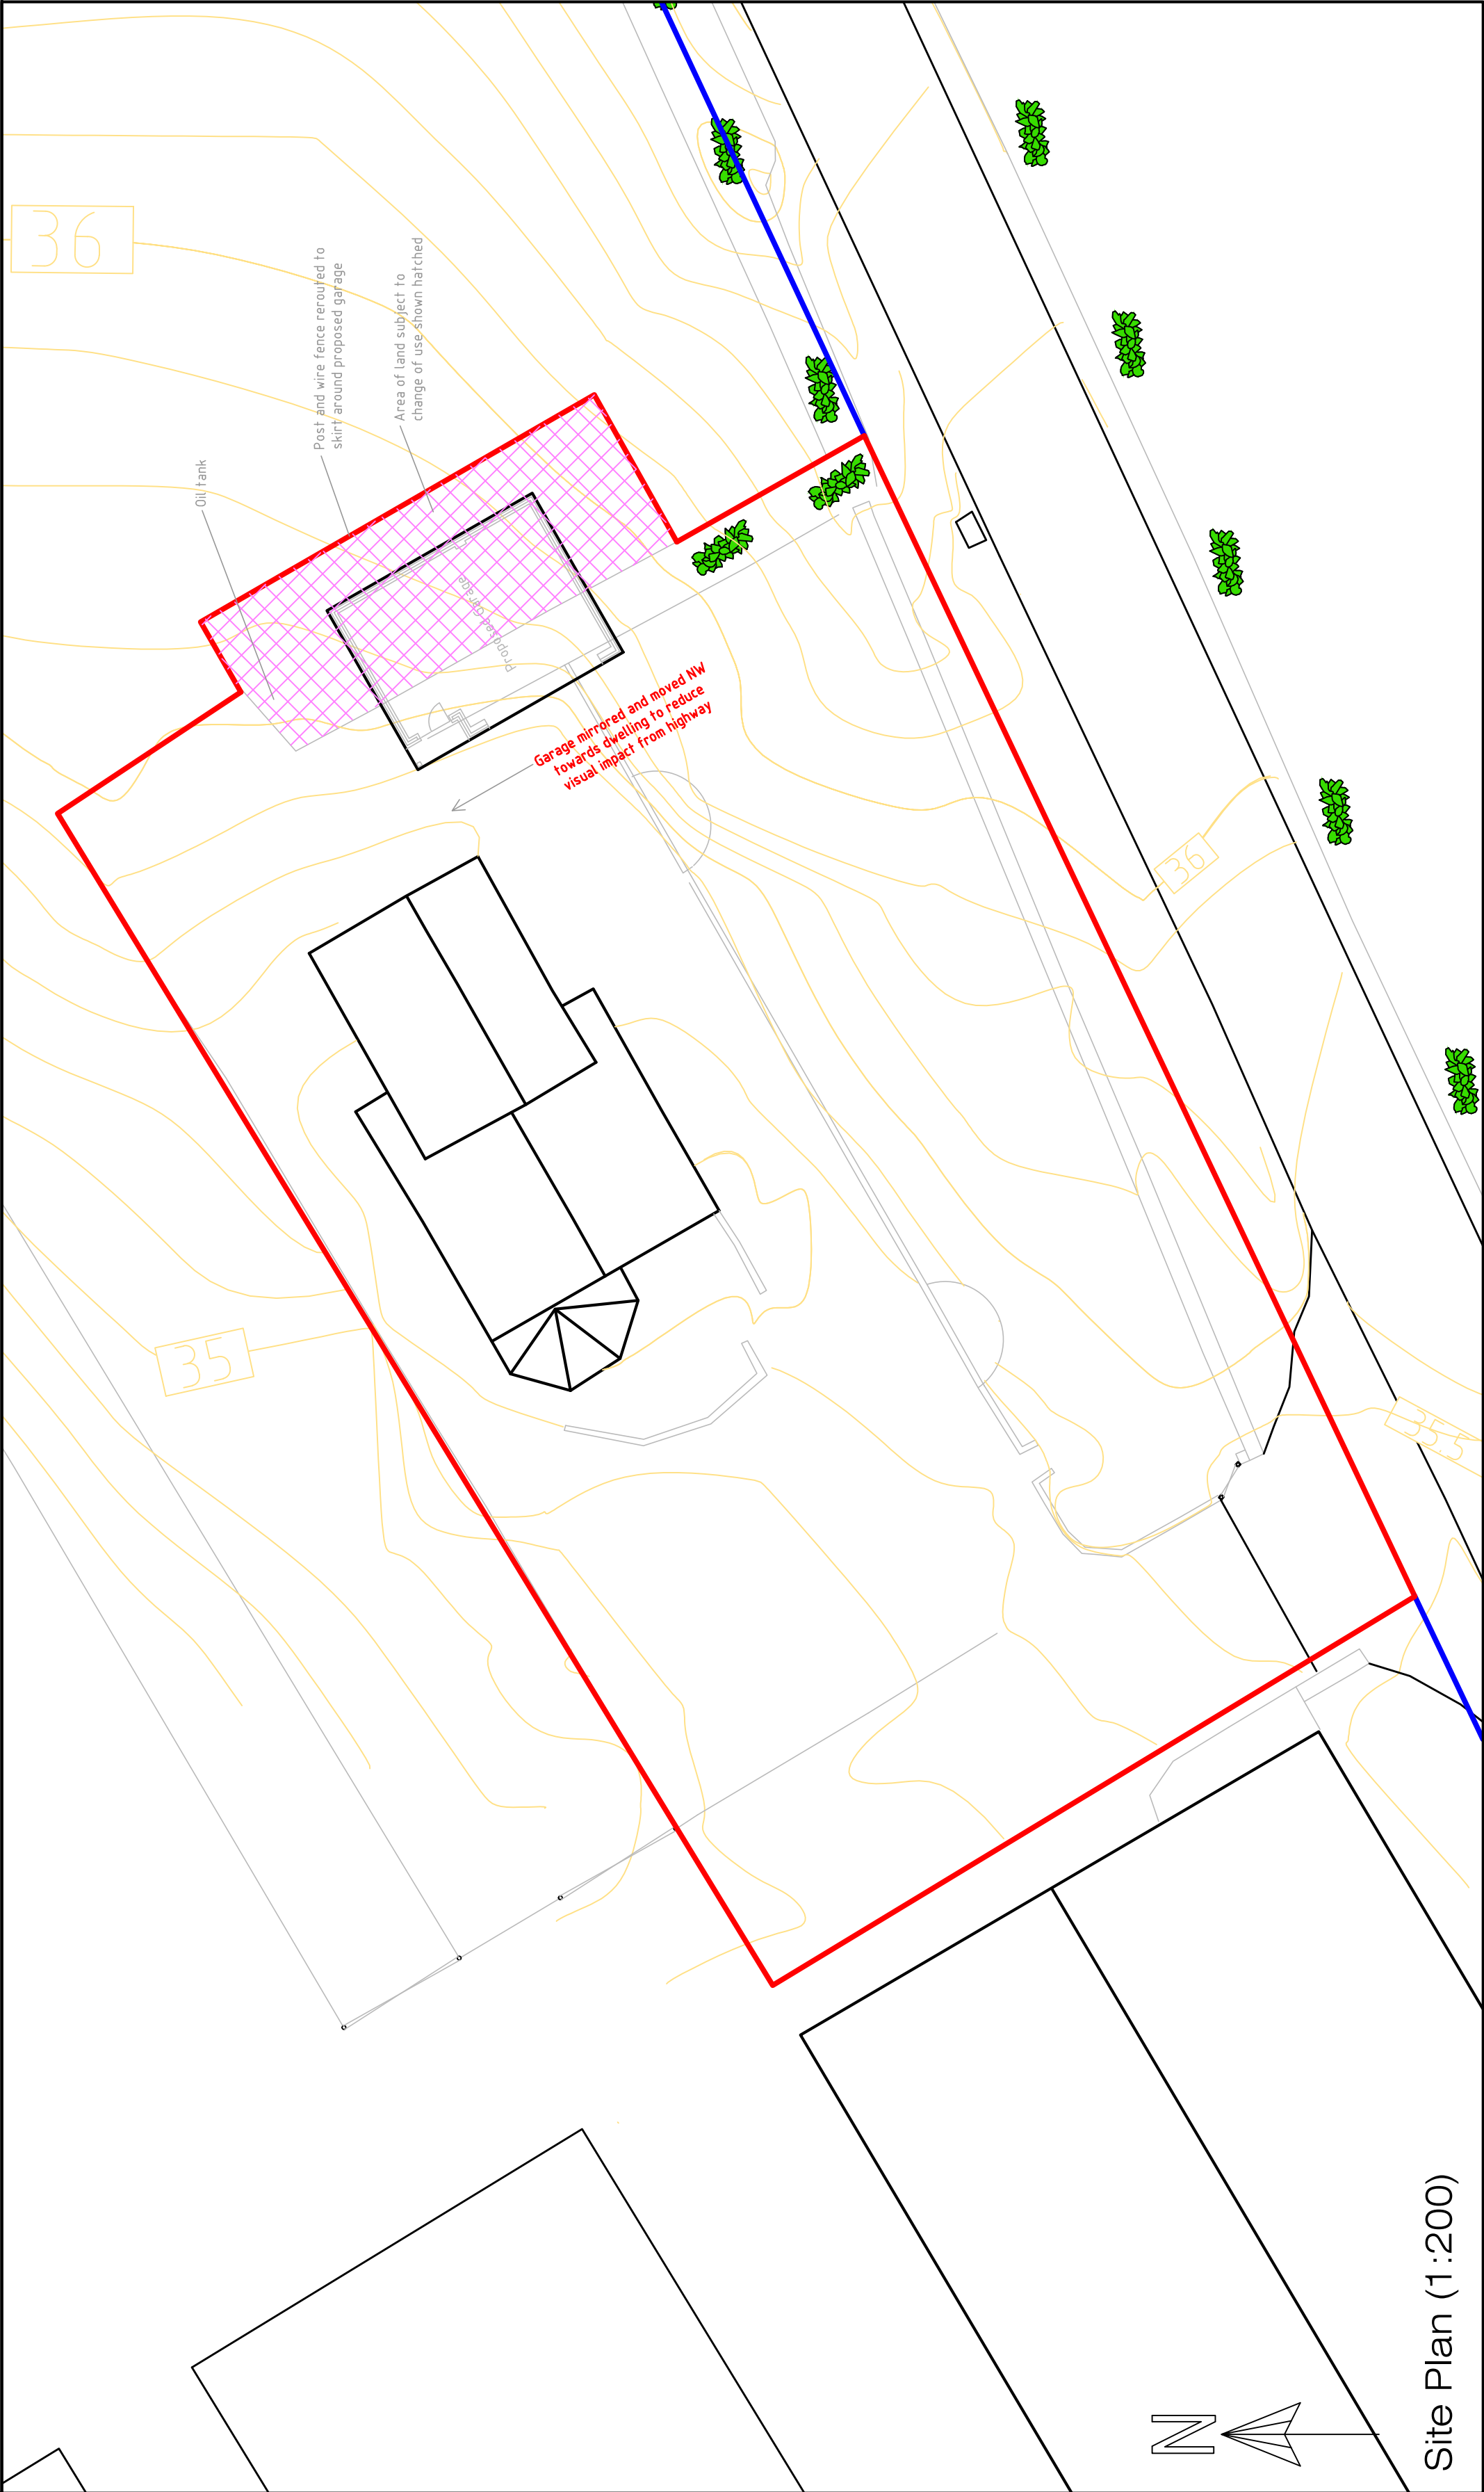 36
Oil tank
Post and wire fence rerouted to
skirt around proposed garage
Area of land subject to
change of use shown hatched
Proposed Garage
Garage mirrored and moved NW
towards dwelling to reduce
visual impact from highway
36
35
35.5
N
Site Plan (1:200)